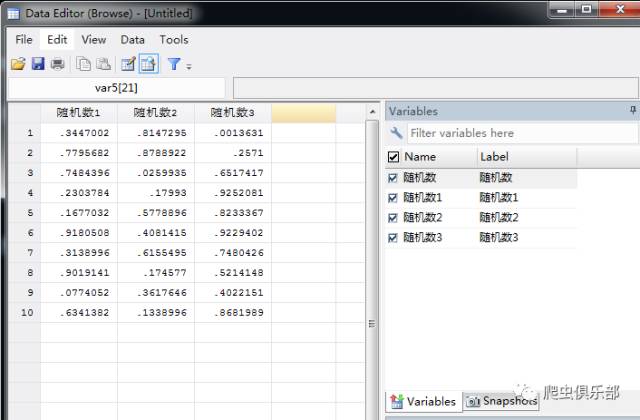 Data Editor (Browse) - [Untitled]
File Edit View Data Tools
var5[21]
随机数1 随机数2 随机数3
1 .3447002 .8147295 .0013631
2 .7795682 .8788922 .2571
3 .7484396 .0259935 .6517417
4 .2303784 .17993 .9252081
5 .1677032 .5778896 .8233367
6 .9180508 .4081415 .9229402
7 .3138996 .6155495 .7480426
8 .9019141 .174577 .5214148
9 .0774052 .3617646 .4022151
10 .6341382 .1338996 .8681989
Variables
Filter variables here
Name Label
随机数 随机数
随机数1 随机数1
随机数2 随机数2
随机数3 随机数3
Variables Snapshots
爬虫俱乐部